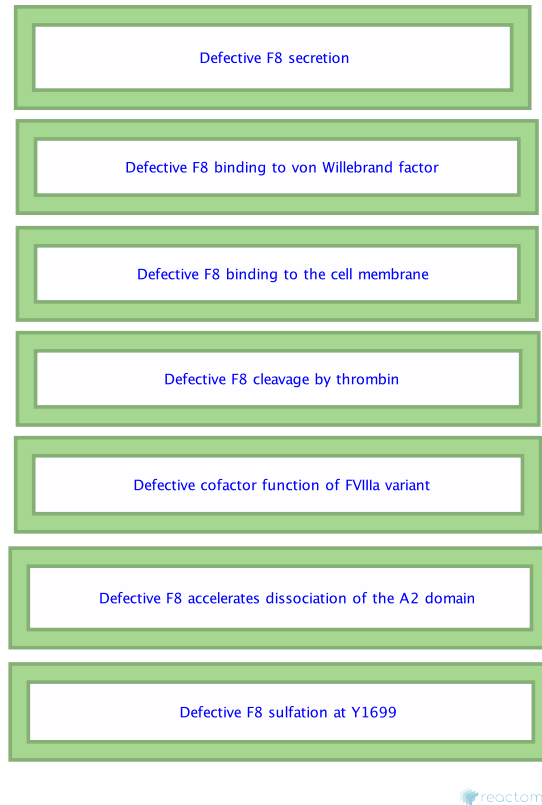 Defective F8 secretion
Defective F8 binding to von Willebrand factor
Defective F8 binding to the cell membrane
Defective F8 cleavage by thrombin
Defective cofactor function of FVIIIa variant
Defective F8 accelerates dissociation of the A2 domain
Defective F8 sulfation at Y1699
reactom